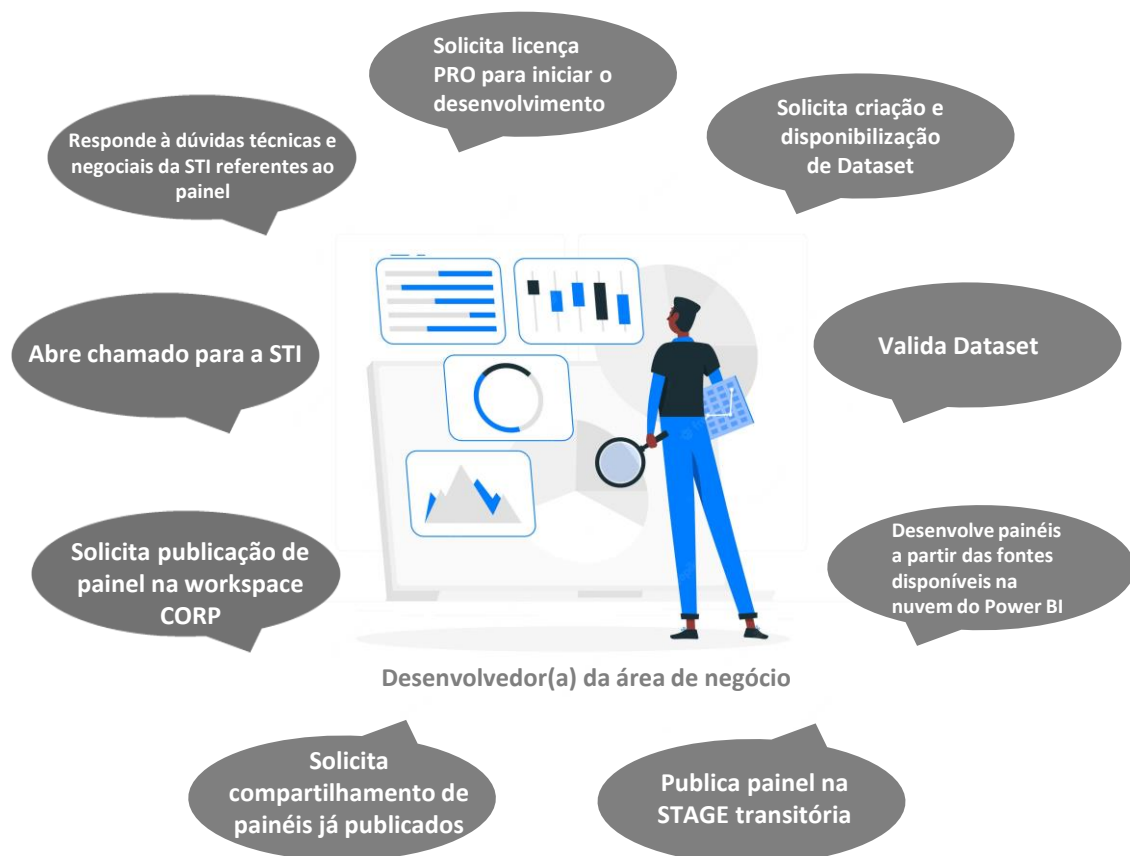 Solicita licença
PRO para iniciar o
desenvolvimento
Solicita criação e
disponibilização
de Dataset
Responde à dúvidas técnicas e
negociais da STI referentes ao
painel
Abre chamado para a STI
Valida Dataset
Solicita publicação de
painel na workspace
CORP
Desenvolve painéis
a partir das fontes
disponíveis na
nuvem do Power BI
Desenvolvedor(a) da área de negócio
Solicita
compartilhamento de
painéis já publicados
Publica painel na
STAGE transitória